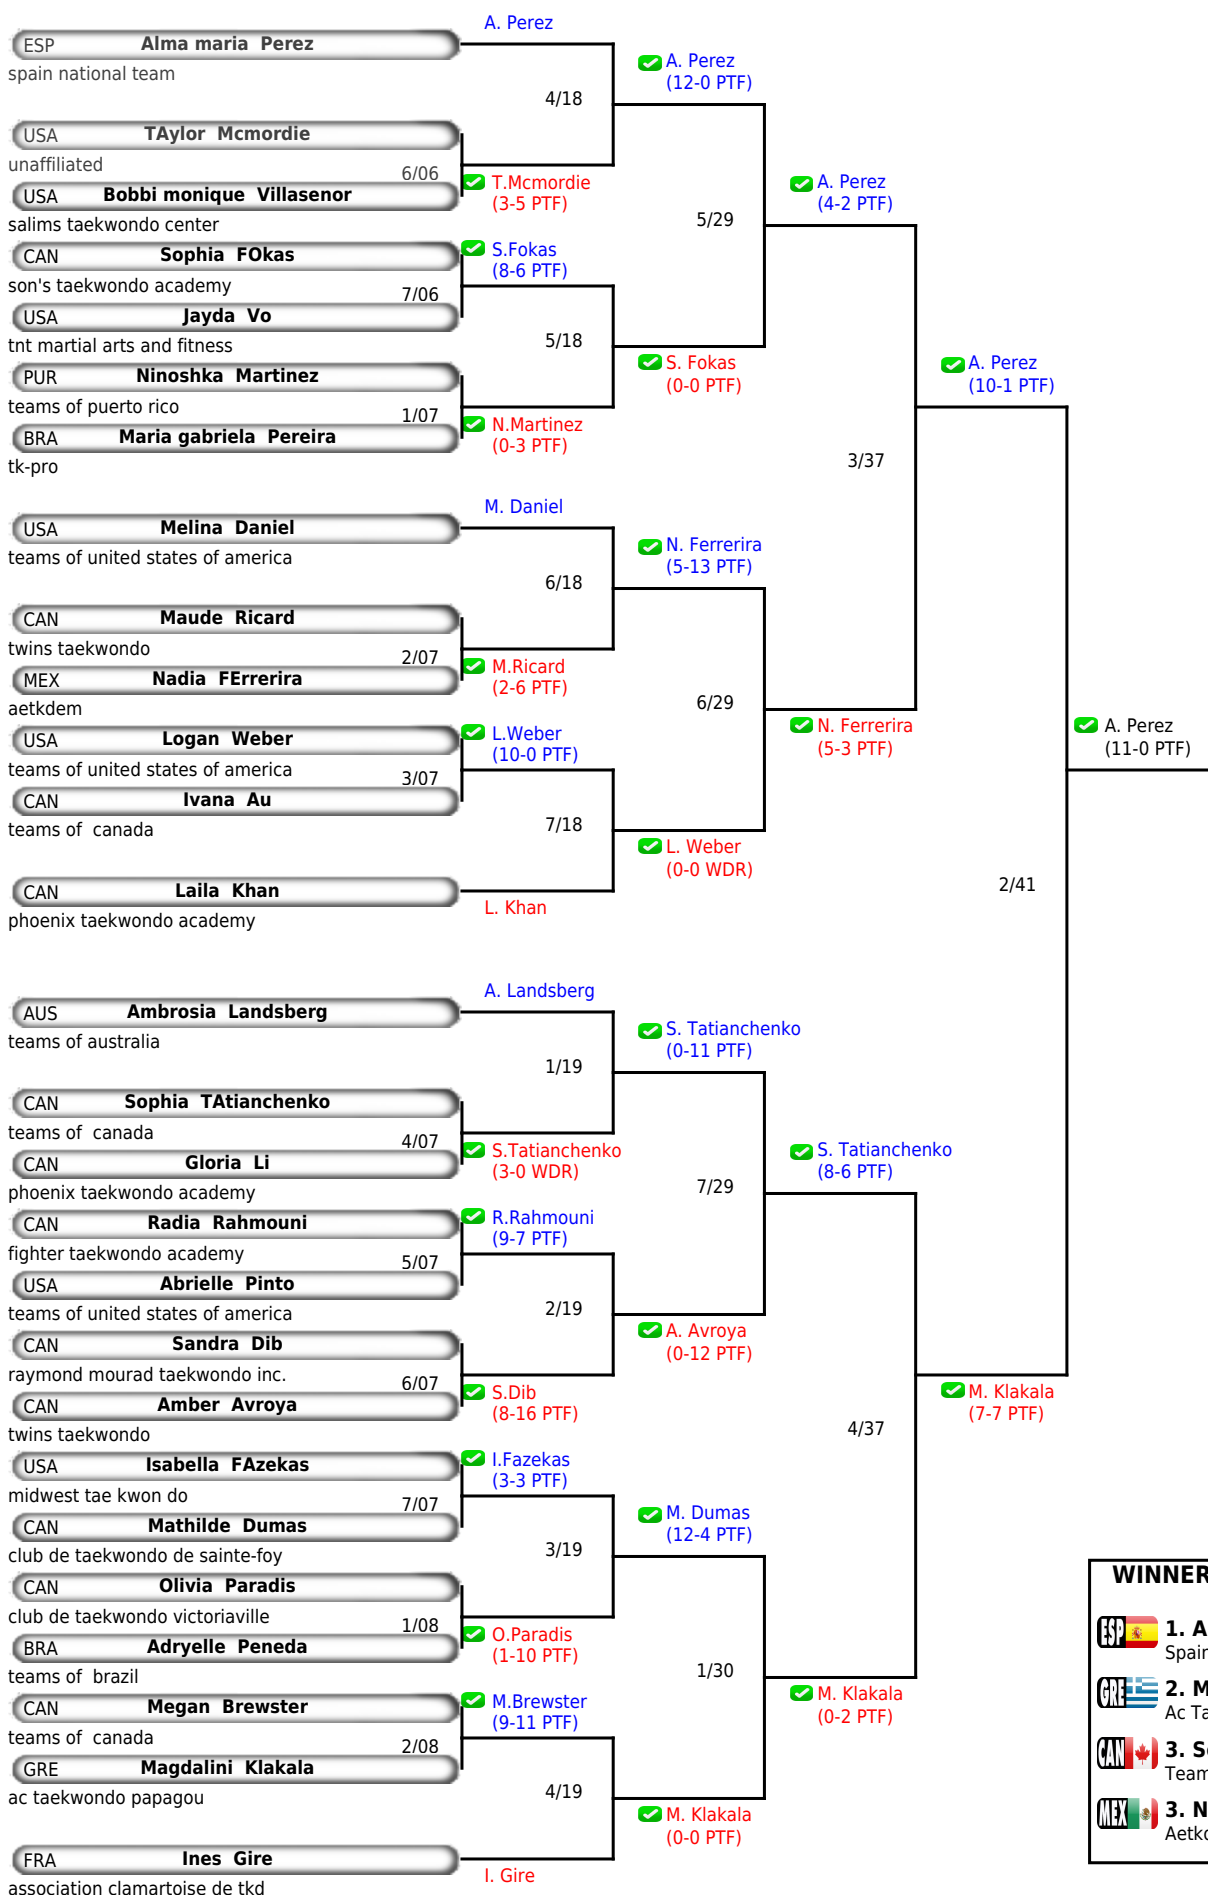 A. Perez
ESP Alma maria Perez
spain national team
A. Perez
(12-0 PTF)
4/18
USA TAylor Mcmordie
unaffiliated
6/06
T.Mcmordie
(3-5 PTF)
USA Bobbi monique Villasenor
salims taekwondo center
A. Perez
(4-2 PTF)
5/29
CAN Sophia FOkas
son's taekwondo academy
S.Fokas
(8-6 PTF)
7/06
USA Jayda Vo
tnt martial arts and fitness
5/18
S. Fokas
(0-0 PTF)
PUR Ninoshka Martinez
teams of puerto rico
1/07
N.Martinez
(0-3 PTF)
BRA Maria gabriela Pereira
tk-pro
A. Perez
(10-1 PTF)
3/37
M. Daniel
USA Melina Daniel
teams of united states of america
N. Ferrerira
(5-13 PTF)
6/18
CAN Maude Ricard
twins taekwondo
2/07
M.Ricard
(2-6 PTF)
MEX Nadia FErrerira
aetkdem
6/29
N. Ferrerira
(5-3 PTF)
USA Logan Weber
teams of united states of america
L.Weber
(10-0 PTF)
3/07
CAN Ivana Au
teams of canada
7/18
L. Weber
(0-0 WDR)
CAN Laila Khan
phoenix taekwondo academy
L. Khan
A. Perez
(11-0 PTF)
2/41
A. Landsberg
AUS Ambrosia Landsberg
teams of australia
S. Tatianchenko
(0-11 PTF)
1/19
CAN Sophia TAtianchenko
teams of canada
4/07
S.Tatianchenko
(3-0 WDR)
CAN Gloria Li
phoenix taekwondo academy
S. Tatianchenko
(8-6 PTF)
7/29
CAN Radia Rahmouni
fighter taekwondo academy
R.Rahmouni
(9-7 PTF)
5/07
USA Abrielle Pinto
teams of united states of america
2/19
A. Avroya
(0-12 PTF)
CAN Sandra Dib
raymond mourad taekwondo inc.
6/07
S.Dib
(8-16 PTF)
CAN Amber Avroya
twins taekwondo
M. Klakala
(7-7 PTF)
4/37
USA Isabella FAzekas
midwest tae kwon do
I.Fazekas
(3-3 PTF)
7/07
CAN Mathilde Dumas
club de taekwondo de sainte-foy
M. Dumas
(12-4 PTF)
3/19
CAN Olivia Paradis
club de taekwondo victoriaville
1/08
O.Paradis
(1-10 PTF)
BRA Adryelle Peneda
teams of brazil
1/30
M. Klakala
(0-2 PTF)
CAN Megan Brewster
teams of canada
M.Brewster
(9-11 PTF)
2/08
GRE Magdalini Klakala
ac taekwondo papagou
4/19
M. Klakala
(0-0 PTF)
FRA Ines Gire
association clamartoise de tkd
I. Gire
WINNER
ESP 1. A
Spain
GRE 2. M
Ac Ta
CAN 3. S
Team
MEX 3. N
Aetk